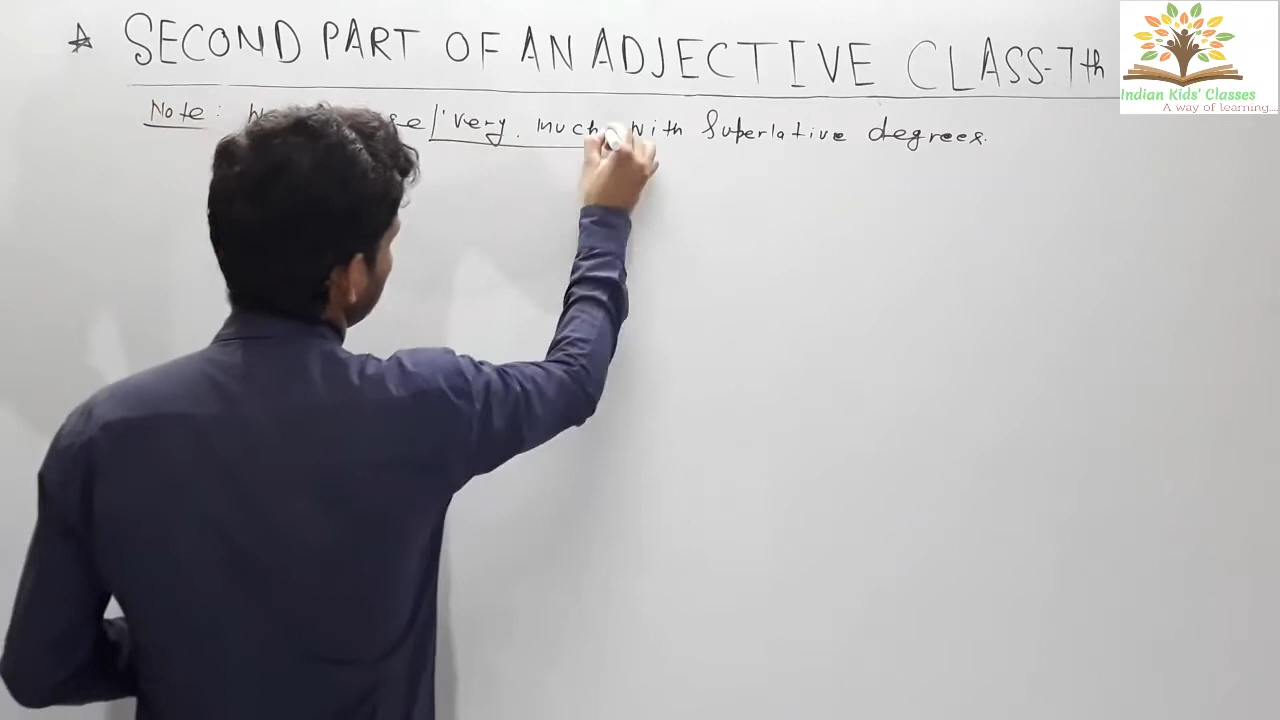 ☆ SECOND PART OF AN ADJECTIVE CLASS-7th
Note: se 'very. much with Superlative degrees.
Indian Kids' Classes
A way of learning...